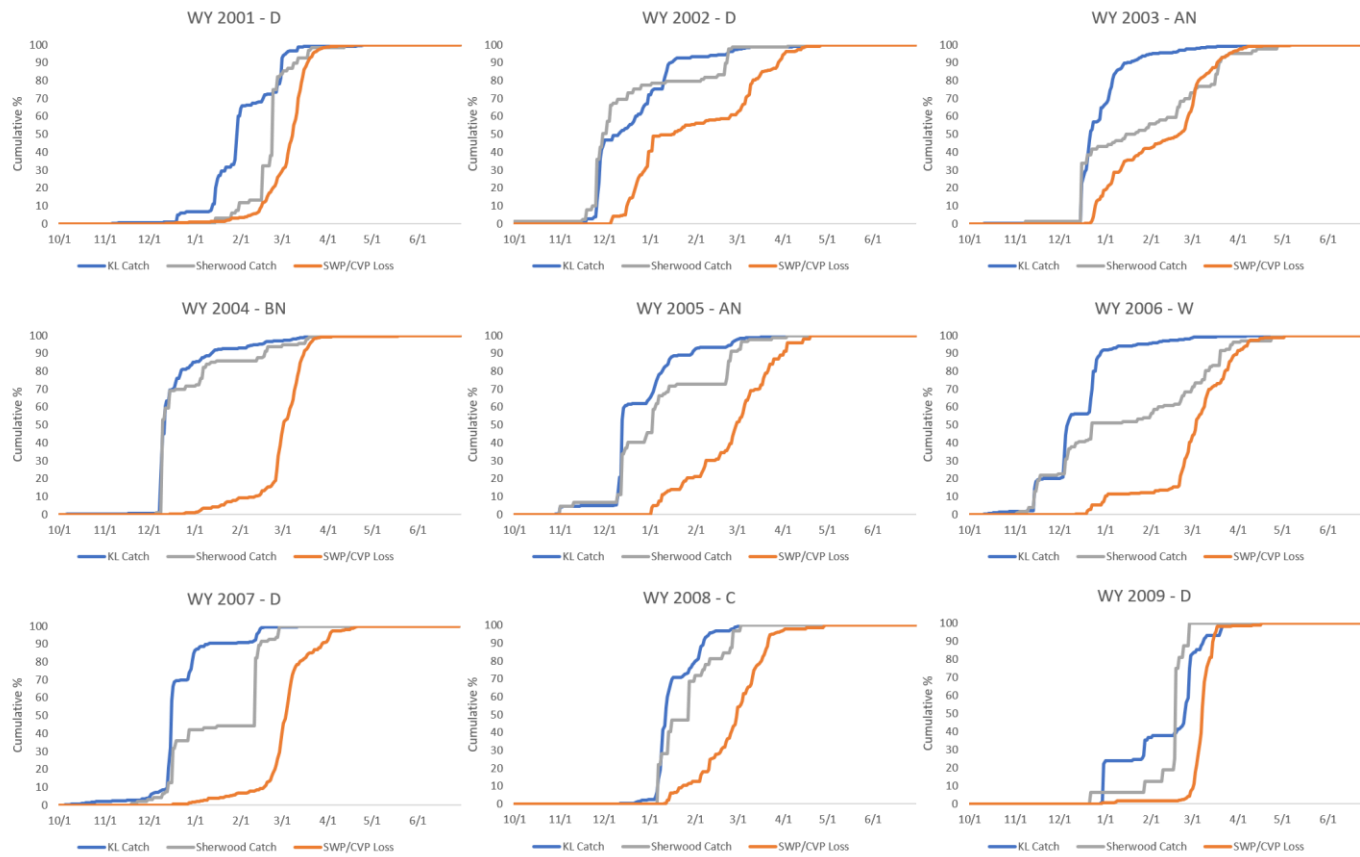 WY 2001 - D
Cumulative %
100
90
80
70
60
50
40
30
20
10
0
10/1 11/1 12/1 1/1 2/1 3/1 4/1 5/1 6/1
KL Catch Sherwood Catch SWP/CVP Loss
WY 2002 - D
Cumulative %
100
90
80
70
60
50
40
30
20
10
0
10/1 11/1 12/1 1/1 2/1 3/1 4/1 5/1 6/1
KL Catch Sherwood Catch SWP/CVP Loss
WY 2003 - AN
Cumulative %
100
90
80
70
60
50
40
30
20
10
0
10/1 11/1 12/1 1/1 2/1 3/1 4/1 5/1 6/1
KL Catch Sherwood Catch SWP/CVP Loss
WY 2004 - BN
Cumulative %
100
90
80
70
60
50
40
30
20
10
0
10/1 11/1 12/1 1/1 2/1 3/1 4/1 5/1 6/1
KL Catch Sherwood Catch SWP/CVP Loss
WY 2005 - AN
Cumulative %
100
90
80
70
60
50
40
30
20
10
0
10/1 11/1 12/1 1/1 2/1 3/1 4/1 5/1 6/1
KL Catch Sherwood Catch SWP/CVP Loss
WY 2006 - W
Cumulative %
100
90
80
70
60
50
40
30
20
10
0
10/1 11/1 12/1 1/1 2/1 3/1 4/1 5/1 6/1
KL Catch Sherwood Catch SWP/CVP Loss
WY 2007 - D
Cumulative %
100
90
80
70
60
50
40
30
20
10
0
10/1 11/1 12/1 1/1 2/1 3/1 4/1 5/1 6/1
KL Catch Sherwood Catch SWP/CVP Loss
WY 2008 - C
Cumulative %
100
90
80
70
60
50
40
30
20
10
0
10/1 11/1 12/1 1/1 2/1 3/1 4/1 5/1 6/1
KL Catch Sherwood Catch SWP/CVP Loss
WY 2009 - D
Cumulative %
100
90
80
70
60
50
40
30
20
10
0
10/1 11/1 12/1 1/1 2/1 3/1 4/1 5/1 6/1
KL Catch Sherwood Catch SWP/CVP Loss